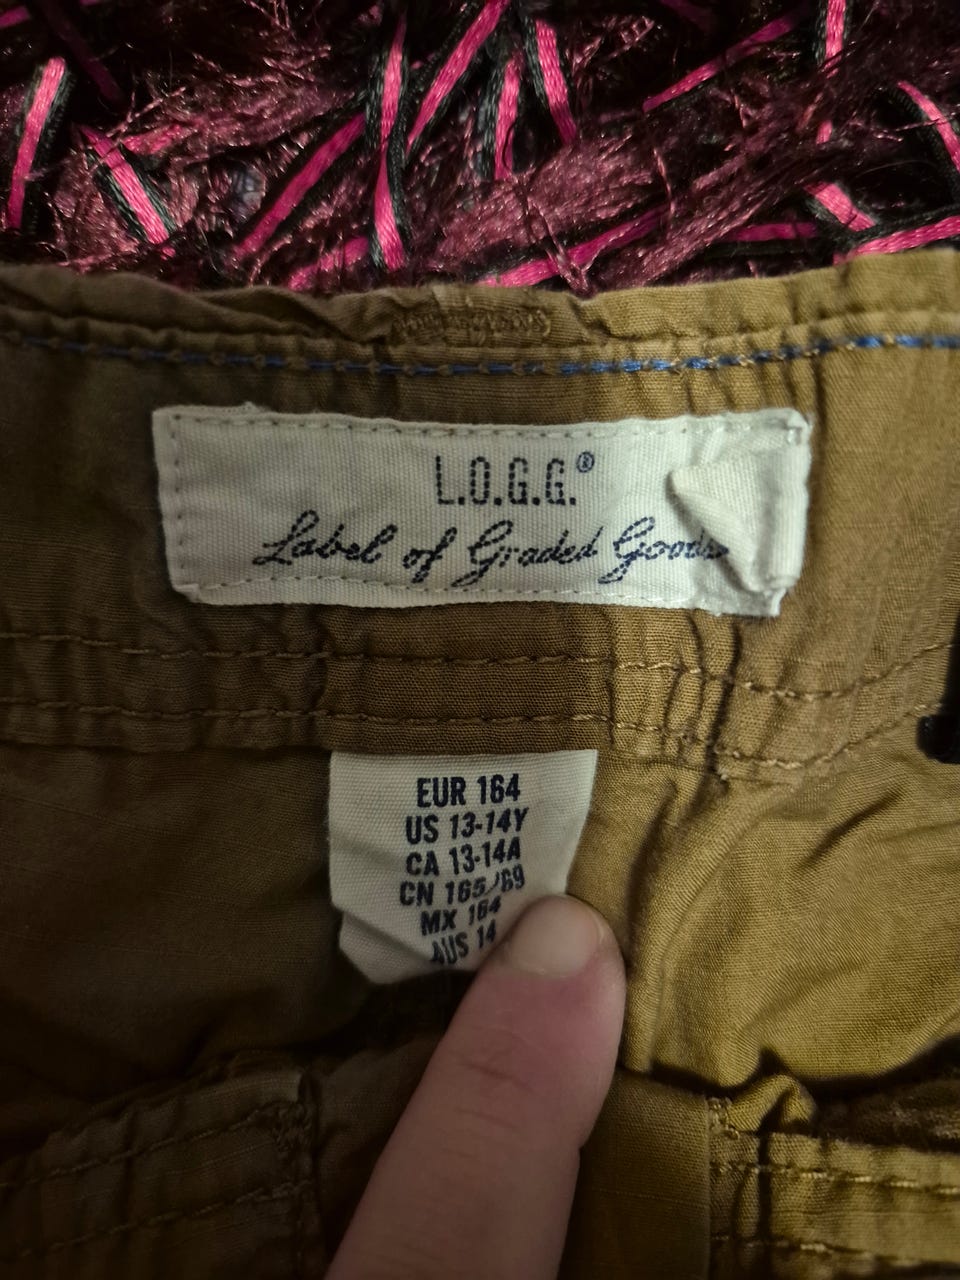 L.O.G.G.®
Label of Graded Goods
EUR 164
US 13-14Y
CA 13-14A
CN 165/69
MX 164
AUS 14